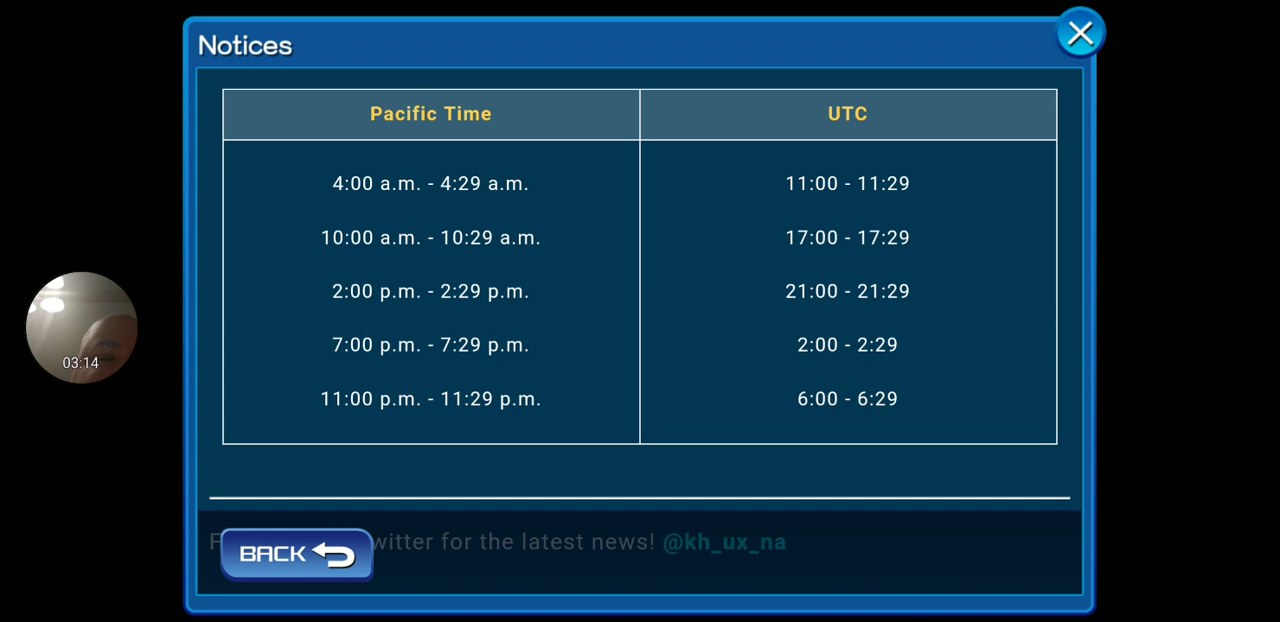 Notices
Pacific Time UTC
4:00 a.m. - 4:29 a.m. 11:00 - 11:29
10:00 a.m. - 10:29 a.m. 17:00 - 17:29
2:00 p.m. - 2:29 p.m. 21:00 - 21:29
7:00 p.m. - 7:29 p.m. 2:00 - 2:29
03:14
11:00 p.m. - 11:29 p.m. 6:00 - 6:29
for the latest news! @kh_ux_na
BACK